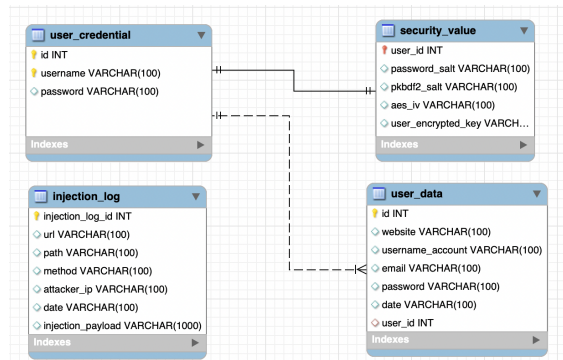 user_credential
id INT
username VARCHAR(100)
password VARCHAR(100)
Indexes
security_value
user_id INT
password_salt VARCHAR(100)
pkbdf2_salt VARCHAR(100)
aes_iv VARCHAR(100)
user_encrypted_key VARCH...
Indexes
injection_log
injection_log_id INT
url VARCHAR(100)
path VARCHAR(100)
method VARCHAR(100)
attacker_ip VARCHAR(100)
date VARCHAR(100)
injection_payload VARCHAR(1000)
Indexes
user_data
id INT
website VARCHAR(100)
username_account VARCHAR(100)
email VARCHAR(100)
password VARCHAR(100)
date VARCHAR(100)
user_id INT
Indexes